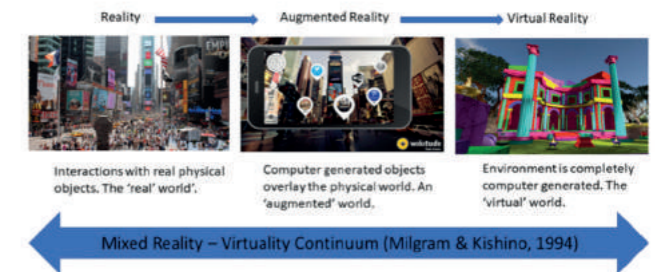 Reality
Augmented Reality
Virtual Reality
Interactions with real physical
objects. The 'real' world'.
Computer generated objects
overlay the physical world. An
'augmented' world.
Environment is completely
computer generated. The
'virtual' world.
Mixed Reality – Virtuality Continuum (Milgram & Kishino, 1994)